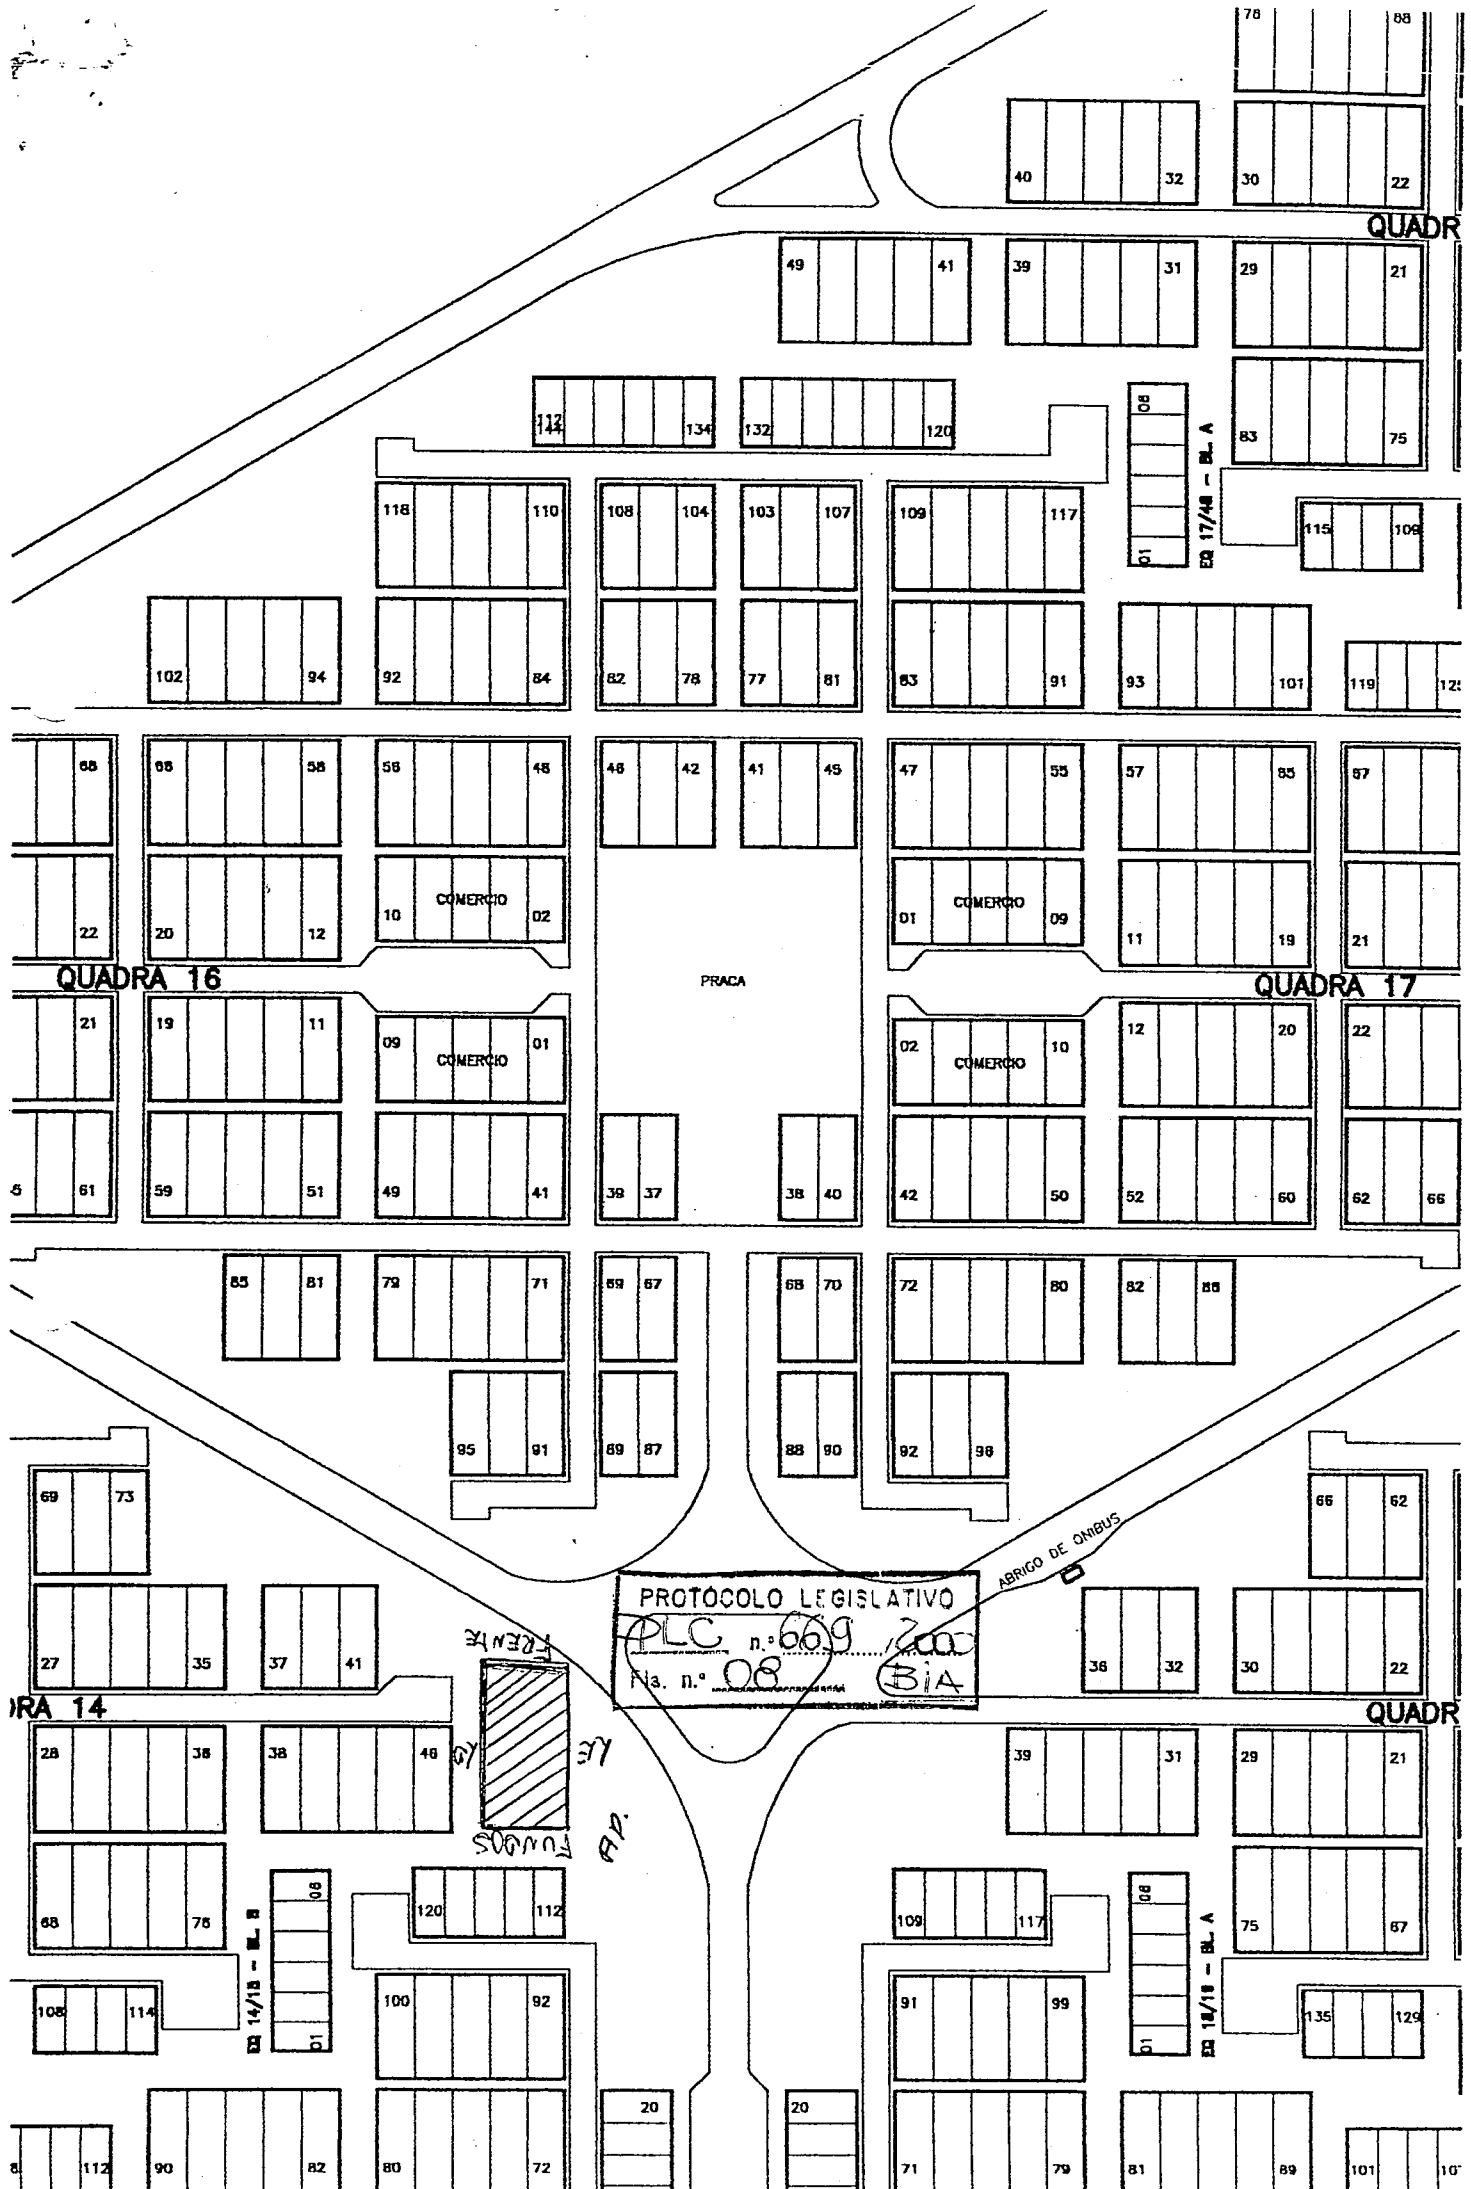 78 88
40 32 30 22
QUADR
49 41 39 31 29 21
112
144 134 132 120
08
EQ 17/48 - BL. A
01
83 75
118 110 108 104 103 107 109 117
115 109
102 94 92 84 82 78 77 81 83 91 93 101 119
68 66 58 56 48 46 42 41 45 47 55 57 65 67
22 20 12 10 COMERCIO 02 01 COMERCIO 09 11 19 21
QUADRA 16 PRACA QUADRA 17
21 19 11 09 COMERCIO 01 02 COMERCIO 10 12 20 22
61 59 51 49 41 39 37 38 40 42 50 52 60 62 66
85 81 79 71 69 67 68 70 72 80 82 86
95 91 89 87 88 90 92 96
69 73 66 62
ABRIGO DE ONIBUS
PROTOCOLO LEGISLATIVO
PLC n.º 669, 2000
Fls. n.º 08 BiA
27 35 37 41 FRENTE 36 32 30 22
DRA 14 QUADR
28 36 38 46 39 31 29 21
FUNDOS
AP.
68 76 120 112 109 117 75 67
08
EQ 14/15 - BL. B
01
08
EQ 18/19 - BL. A
01
108 114 100 92 91 99 135 129
20 20
112 90 82 80 72 71 79 81 89 101